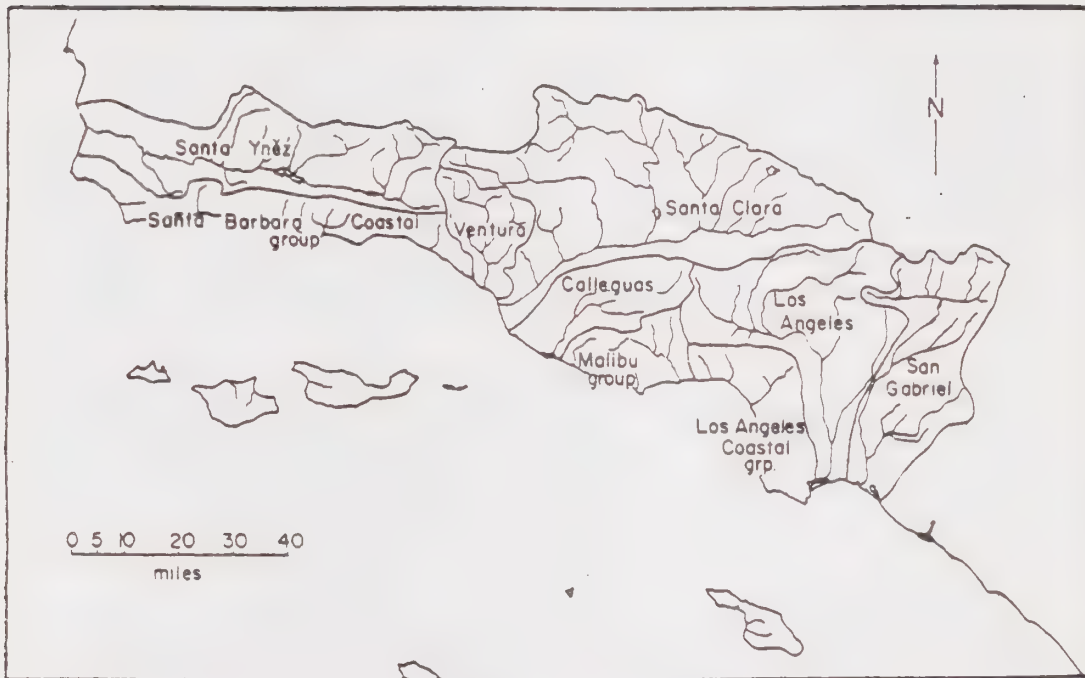 N
Santa Ynĕz
Santa Barbara Coastal
group
Ventura
Santa Clara
Calleguas
Los
Angeles
Malibu
group
San
Gabriel
Los Angeles
Coastal
grp.
0 5 10 20 30 40
miles